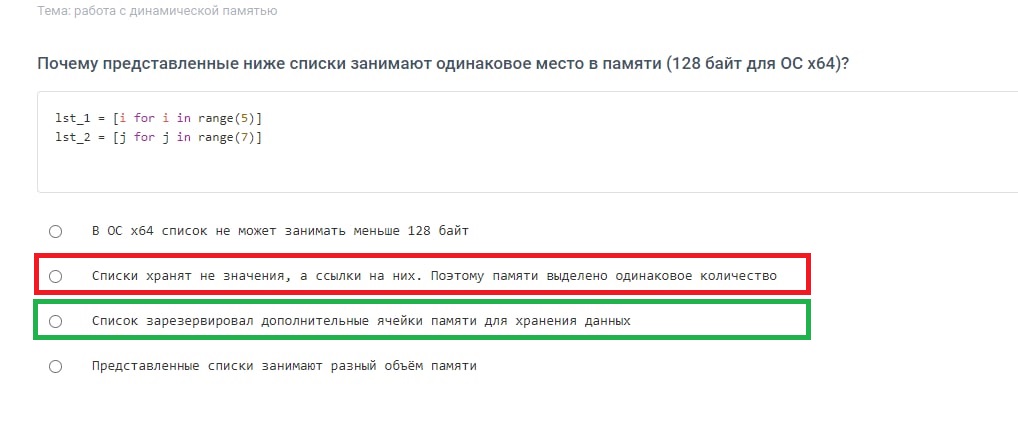 Тема: работа с динамической памятью
Почему представленные ниже списки занимают одинаковое место в памяти (128 байт для ОС x64)?
lst_1 = [i for i in range(5)]
lst_2 = [j for j in range(7)]
В ОС x64 список не может занимать меньше 128 байт
Списки хранят не значения, а ссылки на них. Поэтому памяти выделено одинаковое количество
Список зарезервировал дополнительные ячейки памяти для хранения данных
Представленные списки занимают разный объём памяти